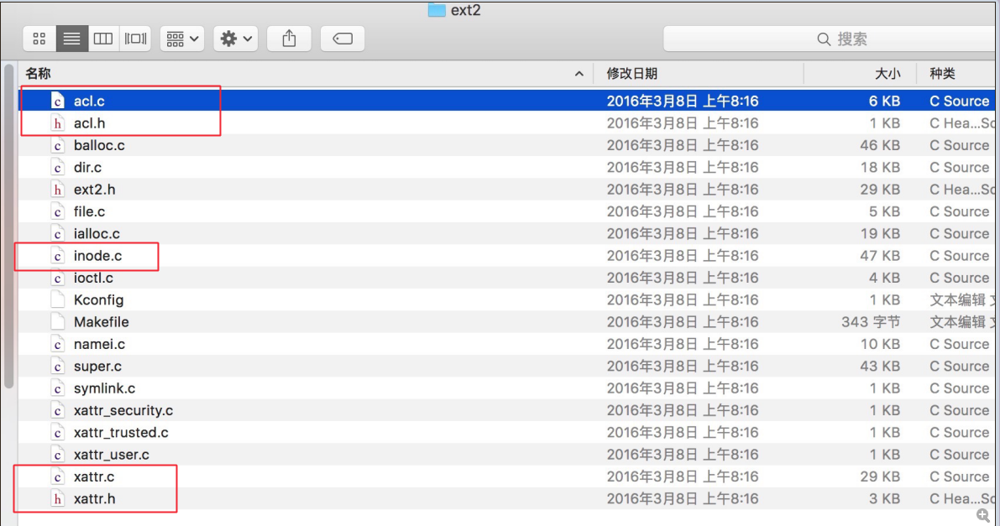 ext2
搜索
名称 修改日期 大小 种类
c acl.c 2016年3月8日 上午8:16 6 KB C Source
h acl.h 2016年3月8日 上午8:16 1 KB C Hea...Sc
c balloc.c 2016年3月8日 上午8:16 46 KB C Source
c dir.c 2016年3月8日 上午8:16 18 KB C Source
h ext2.h 2016年3月8日 上午8:16 29 KB C Hea...Sc
c file.c 2016年3月8日 上午8:16 5 KB C Source
c ialloc.c 2016年3月8日 上午8:16 19 KB C Source
c inode.c 2016年3月8日 上午8:16 47 KB C Source
c ioctl.c 2016年3月8日 上午8:16 4 KB C Source
Kconfig 2016年3月8日 上午8:16 1 KB 文本编辑
Makefile 2016年3月8日 上午8:16 343 字节 文本编辑
c namei.c 2016年3月8日 上午8:16 10 KB C Source
c super.c 2016年3月8日 上午8:16 43 KB C Source
c symlink.c 2016年3月8日 上午8:16 1 KB C Source
c xattr_security.c 2016年3月8日 上午8:16 1 KB C Source
c xattr_trusted.c 2016年3月8日 上午8:16 1 KB C Source
c xattr_user.c 2016年3月8日 上午8:16 1 KB C Source
c xattr.c 2016年3月8日 上午8:16 29 KB C Source
h xattr.h 2016年3月8日 上午8:16 3 KB C Hea...Sc